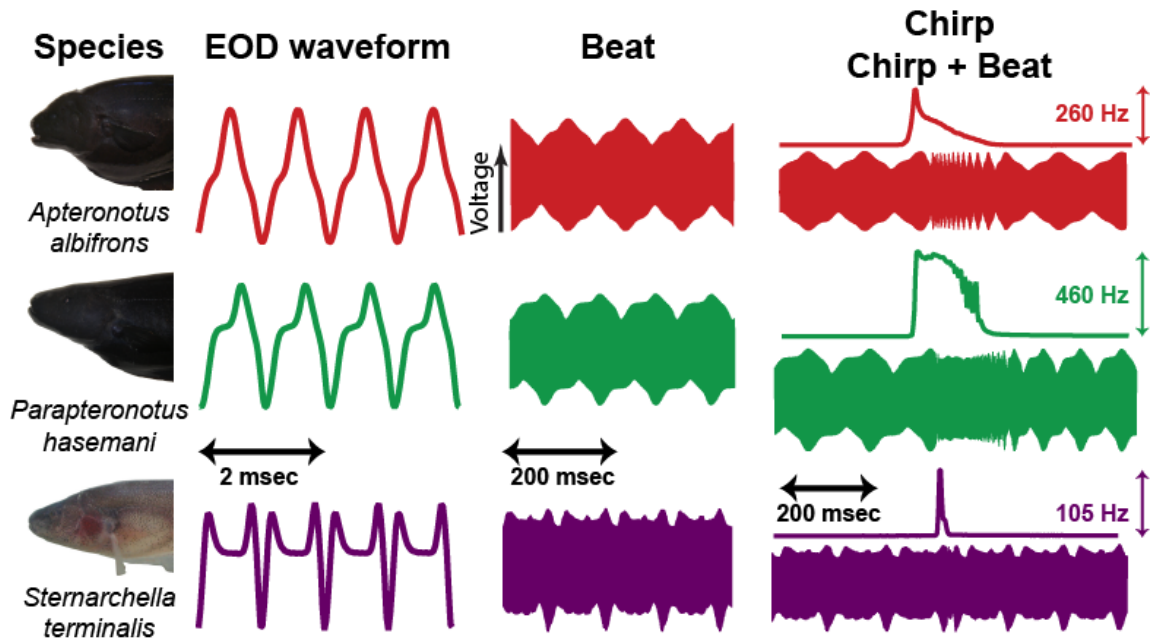 Species
EOD waveform
Beat
Chirp
Chirp + Beat
Apteronotus
albifrons
Voltage
260 Hz
Parapteronotus
hasemani
460 Hz
2 msec
200 msec
200 msec
105 Hz
Sternarchella
terminalis